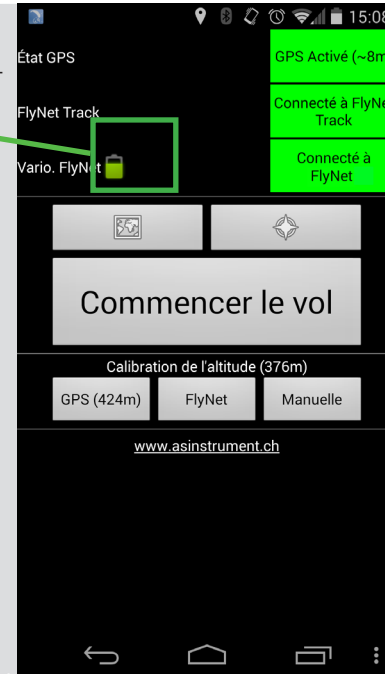 15:08
État GPS
GPS Activé (~8m
FlyNet Track
Connecté à FlyNe
Track
Vario. FlyNet
Connecté à
FlyNet
Commencer le vol
Calibration de l'altitude (376m)
GPS (424m) FlyNet Manuelle
www.asinstrument.ch